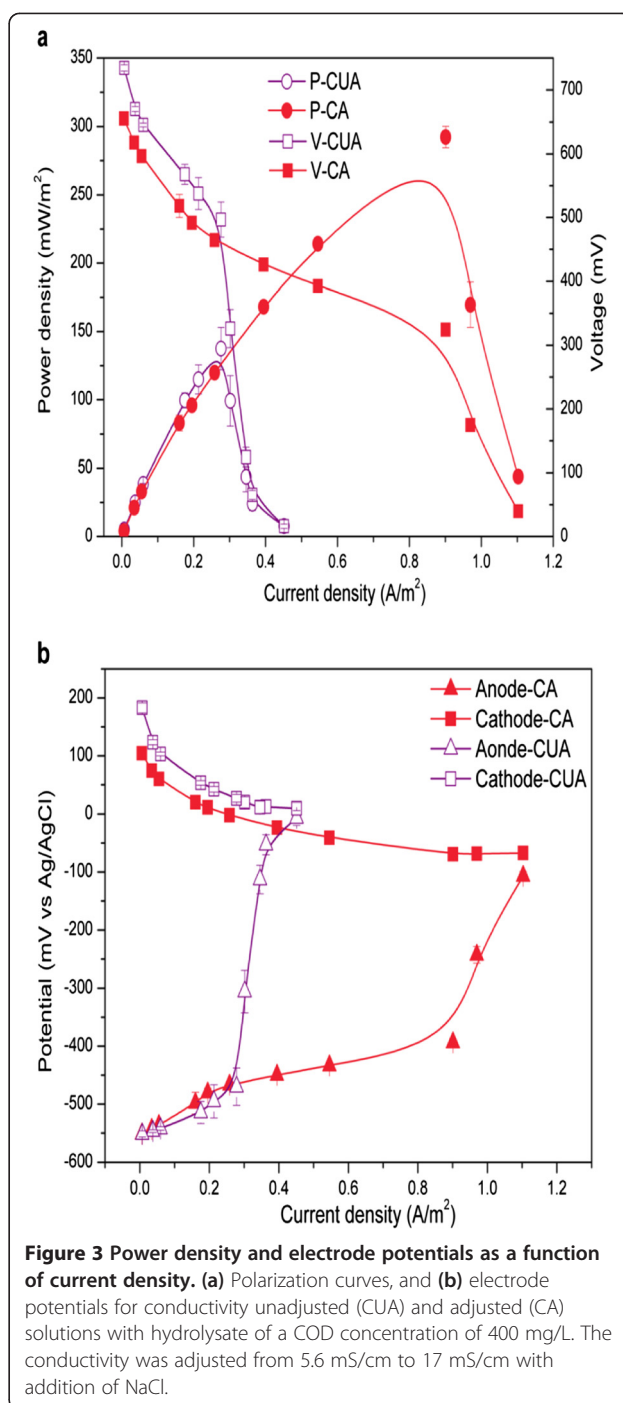 a
350
300
250
200
150
100
50
0
Power density (mW/m²)
P-CUA
P-CA
V-CUA
V-CA
700
600
500
400
300
200
100
0
Voltage (mV)
0.0 0.2 0.4 0.6 0.8 1.0 1.2
Current density (A/m²)
b
200
100
0
-100
-200
-300
-400
-500
-600
Potential (mV vs Ag/AgCl)
Anode-CA
Cathode-CA
Aonde-CUA
Cathode-CUA
0.0 0.2 0.4 0.6 0.8 1.0 1.2
Current density (A/m²)
Figure 3 Power density and electrode potentials as a function
of current density. (a) Polarization curves, and (b) electrode
potentials for conductivity unadjusted (CUA) and adjusted (CA)
solutions with hydrolysate of a COD concentration of 400 mg/L. The
conductivity was adjusted from 5.6 mS/cm to 17 mS/cm with
addition of NaCl.